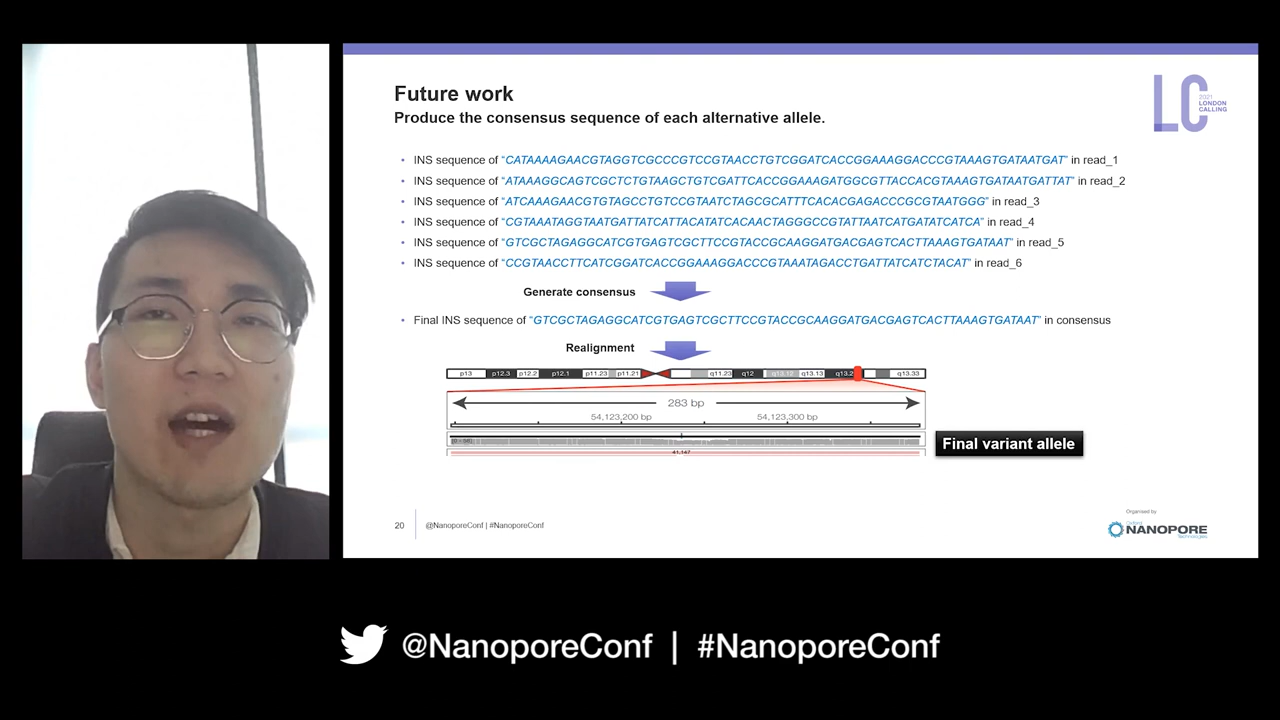 Future work
Produce the consensus sequence of each alternative allele.
2021
LONDON
CALLING
LC
• INS sequence of “CATAAAAGAACGTAGGTCGCCCGTCCGTAACCTGTCGGATCACCGGAAAGGACCCGTAAAGTGATAATGAT” in read_1
• INS sequence of “ATAAAGGCAGTCGCTCTGTAAGCTGTCGATTCACCGGAAAGATGGCGTTACCACGTAAAGTGATAATGATTAT” in read_2
• INS sequence of “ATCAAAGAACGTGTAGCCTGTCCGTAATCTAGCGCATTTCACACGAGACCCGCGTAATGGG” in read_3
• INS sequence of “CGTAAATAGGTAATGATTATCATTACATATCACAACTAGGGCCGTATTAATCATGATATCATCA” in read_4
• INS sequence of “GTCGCTAGAGGCATCGTGAGTCGCTTCCGTACCGCAAGGATGACGAGTCACTTAAAGTGATAAT” in read_5
• INS sequence of “CCGTAACCTTCATCGGATCACCGGAAAGGACCCGTAAATAGACCTGATTATCATCTACAT” in read_6
Generate consensus
• Final INS sequence of “GTCGCTAGAGGCATCGTGAGTCGCTTCCGTACCGCAAGGATGACGAGTCACTTAAAGTGATAAT” in consensus
Realignment
p13 p12.3 p12.2 p12.1 p11.23 p11.21 q11.23 q12 q13.12 q13.13 q13.2 q13.33
283 bp
54,123,200 bp 54,123,300 bp
41,147
Final variant allele
20 @NanoporeConf | #NanoporeConf
Organised by
Oxford
NANOPORE
Technologies
@NanoporeConf | #NanoporeConf